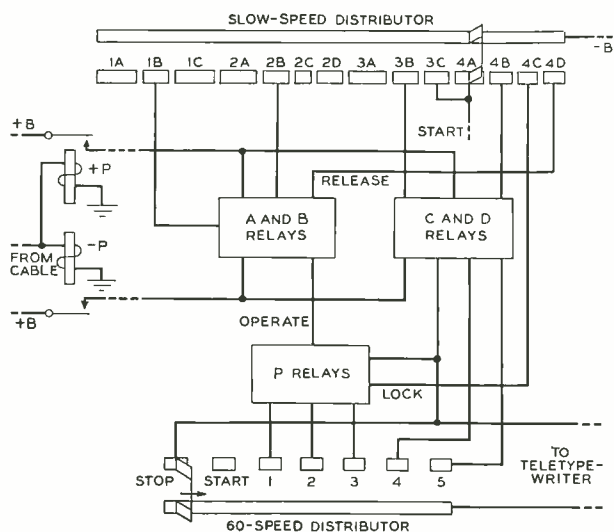 SLOW-SPEED DISTRIBUTOR
-B
1A 1B 1C 2A 2B 2C 2D 3A 3B 3C 4A 4B 4C 4D
+B
START
+P
RELEASE
A AND B
RELAYS
C AND D
RELAYS
-P
FROM
CABLE
+B
OPERATE
P RELAYS
LOCK
STOP START 1 2 3 4 5
TO
TELETYPE-
WRITER
60-SPEED DISTRIBUTOR